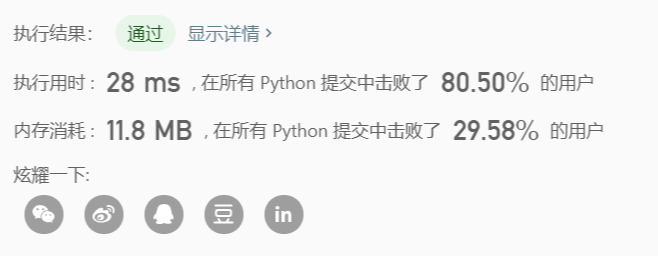 执行结果： 通过 显示详情 ›
执行用时： 28 ms ，在所有 Python 提交中击败了 80.50% 的用户
内存消耗： 11.8 MB ，在所有 Python 提交中击败了 29.58% 的用户
炫耀一下:
豆 in